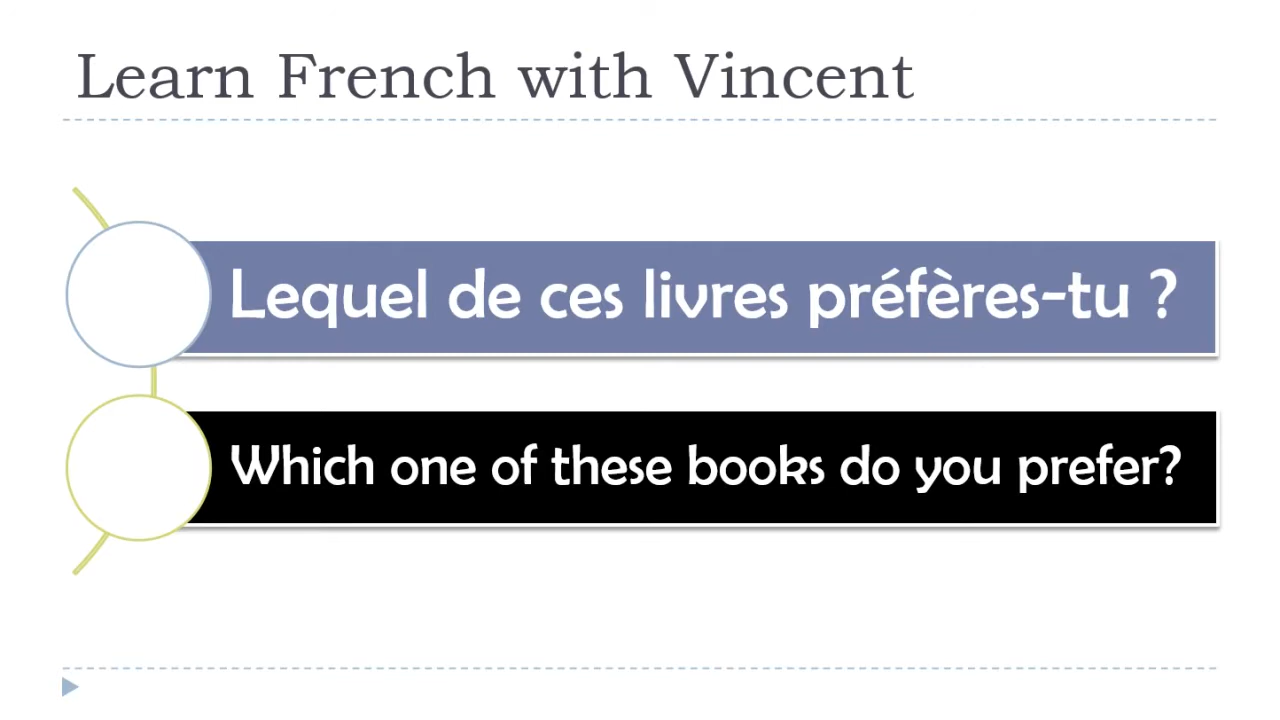 Learn French with Vincent
Lequel de ces livres préfères-tu ?
Which one of these books do you prefer?